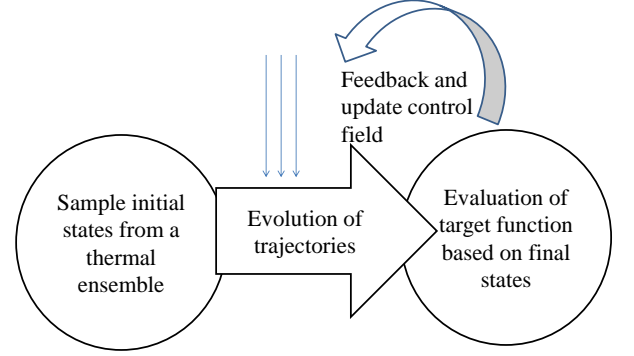 Feedback and
update control
field
Sample initial
states from a
thermal
ensemble
Evolution of
trajectories
Evaluation of
target function
based on final
states